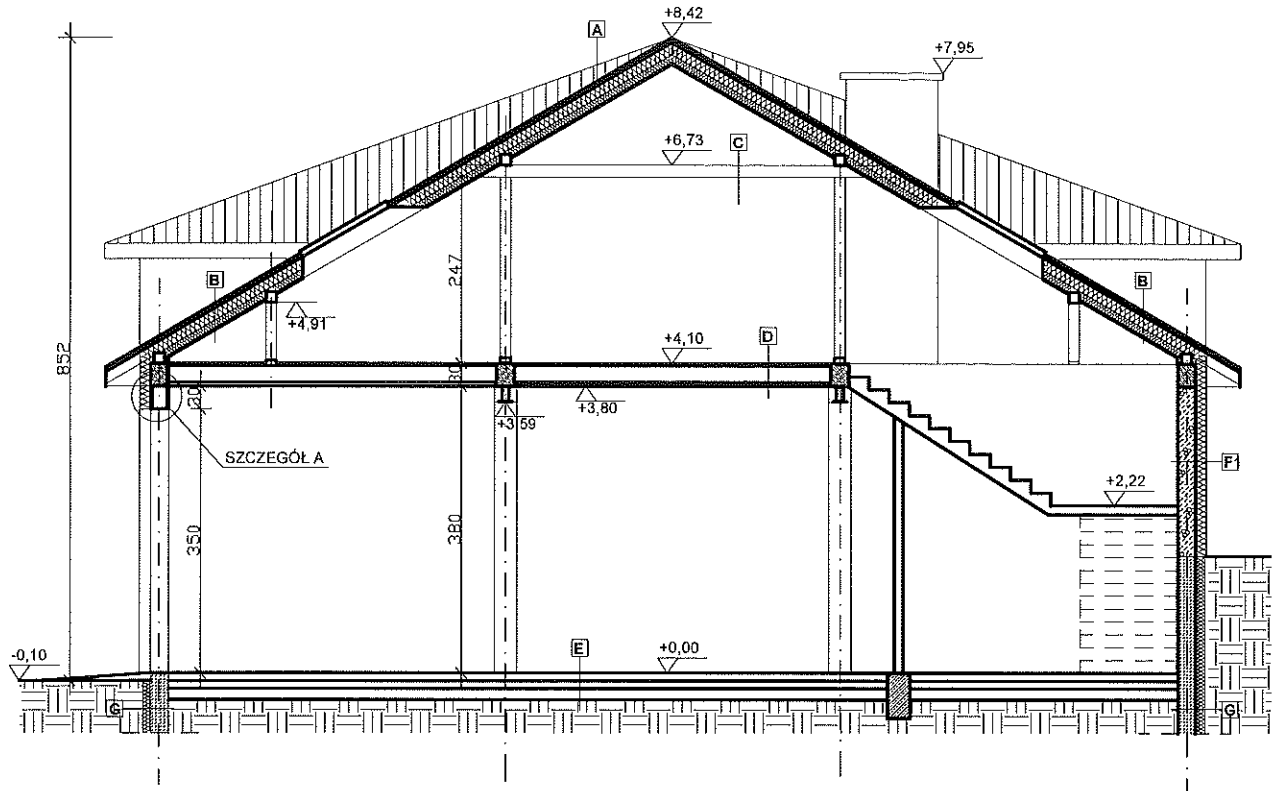 +8,42
A
+7,95
+6,73
C
B
247
B
+4,91
852
+4,10
D
30
30
+3,80
+3,59
SZCZEGÓŁ A
F1
+2,22
350
380
-0,10
E
+0,00
G
G